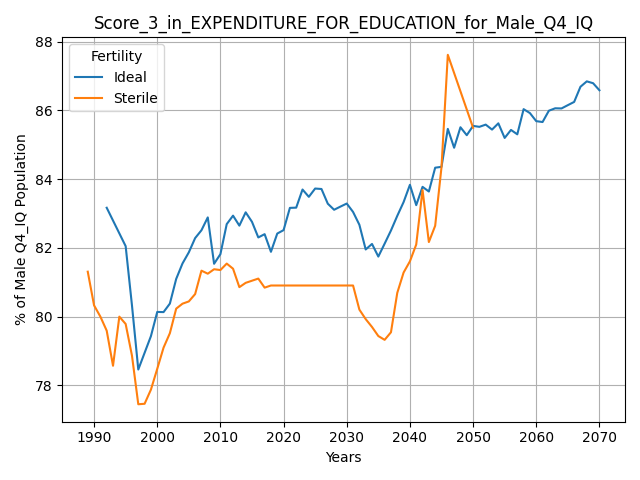 Score_3_in_EXPENDITURE_FOR_EDUCATION_for_Male_Q4_IQ
% of Male Q4_IQ Population
88
86
84
82
80
78
Fertility
Ideal
Sterile
1990 2000 2010 2020 2030 2040 2050 2060 2070
Years